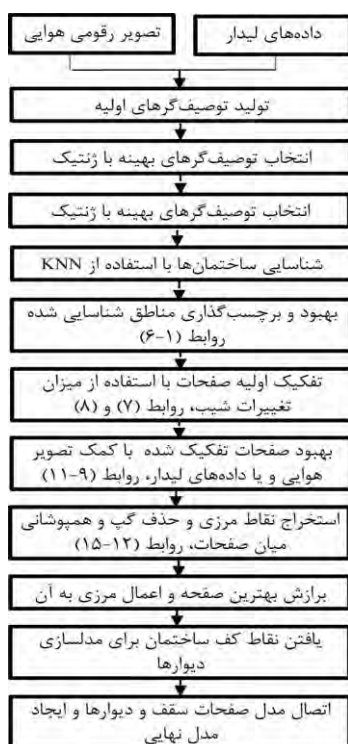 داده‌های لیدار
تصویر رقومی هوایی
تولید توصیف‌گرهای اولیه
انتخاب توصیف‌گرهای بهینه با ژنتیک
انتخاب توصیف‌گرهای بهینه با ژنتیک
شناسایی ساختمان‌ها با استفاده از KNN
بهبود و برچسب‌گذاری مناطق شناسایی شده
روابط (۱-۶)
تفکیک اولیه صفحات با استفاده از میزان
تغییرات شیب، روابط (۷) و (۸)
بهبود صفحات تفکیک شده با کمک تصویر
هوایی و یا داده‌های لیدار، روابط (۹-۱۱)
استخراج نقاط مرزی و حذف گپ و همپوشانی
میان صفحات، روابط (۱۲-۱۵)
برازش بهترین صفحه و اعمال مرزی به آن
یافتن نقاط کف ساختمان برای مدلسازی
دیوارها
اتصال مدل صفحات سقف و دیوارها و ایجاد
مدل نهایی